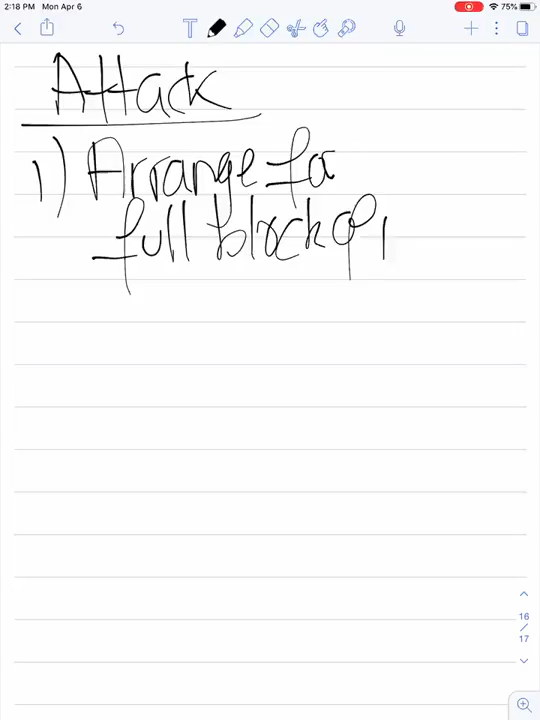 2:18 PM Mon Apr 6
75%
T
Attack
1) Arrange for
full block of
16
/
17